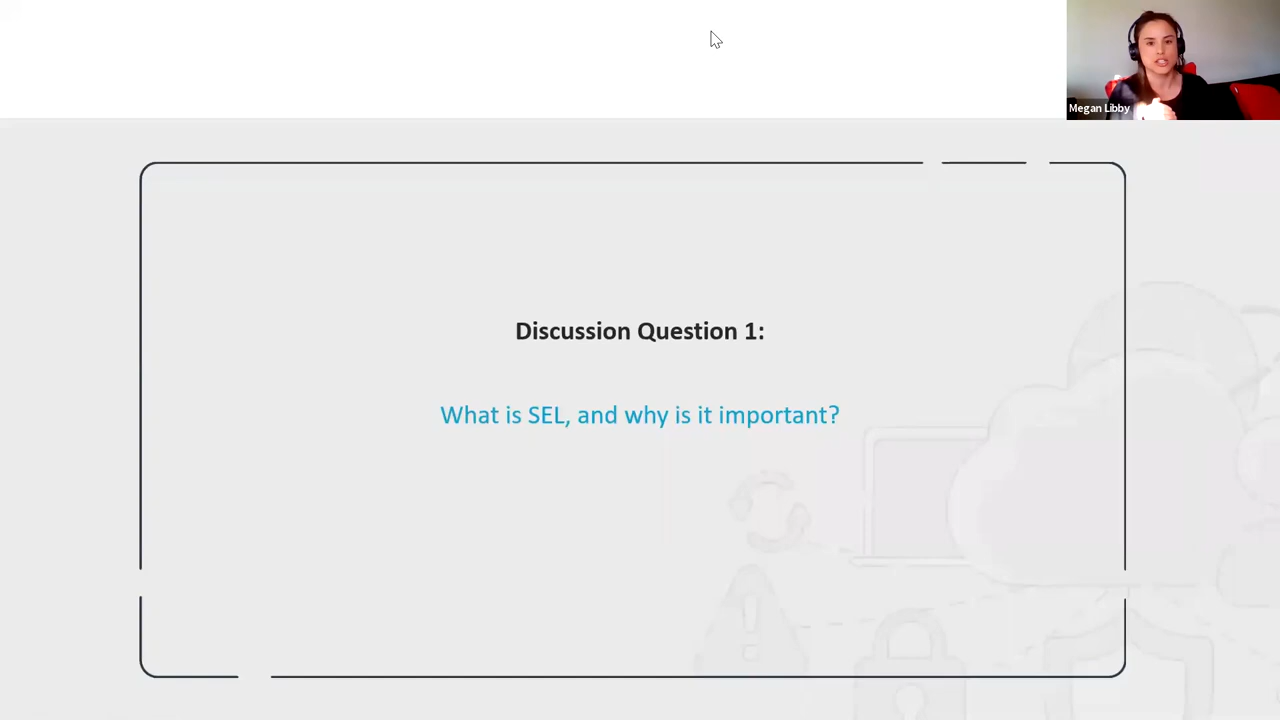 Megan Libby
Discussion Question 1:
What is SEL, and why is it important?